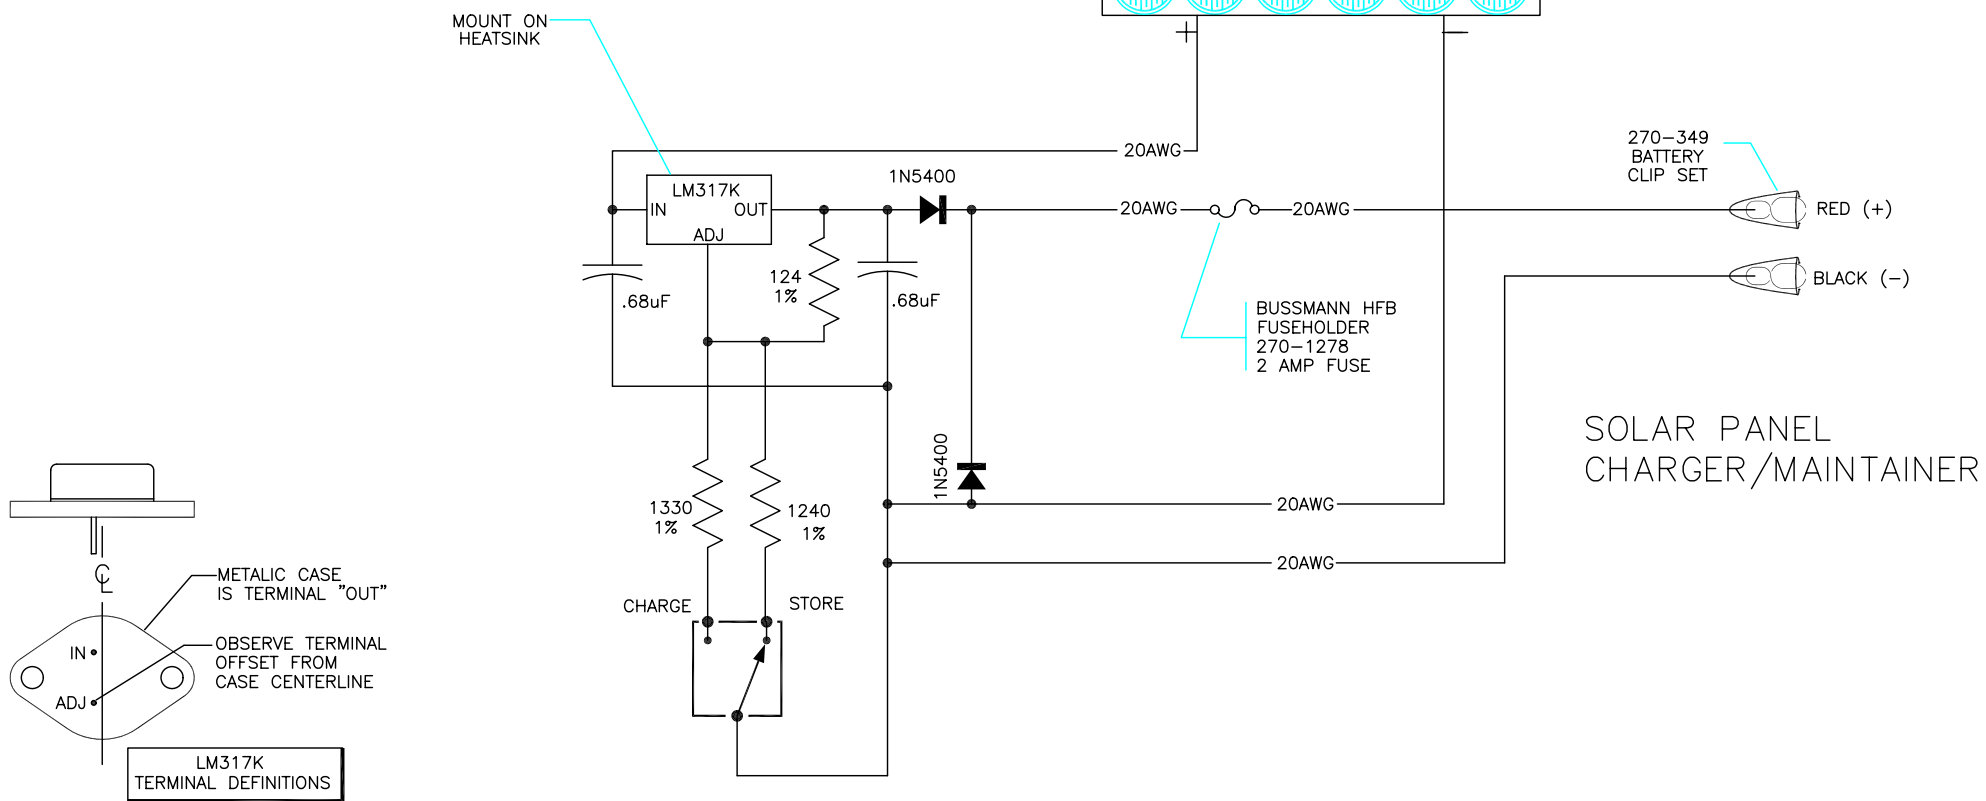 MOUNT ON
HEATSINK
+
—
20AWG
270-349
BATTERY
CLIP SET
LM317K
IN
OUT
ADJ
1N5400
20AWG
20AWG
RED (+)
BLACK (-)
.68uF
124
1%
.68uF
BUSSMANN HFB
FUSEHOLDER
270-1278
2 AMP FUSE
SOLAR PANEL
CHARGER/MAINTAINER
1N5400
1330
1%
1240
1%
20AWG
20AWG
CHARGE
STORE
CL
METALIC CASE
IS TERMINAL "OUT"
OBSERVE TERMINAL
OFFSET FROM
CASE CENTERLINE
IN
ADJ
LM317K
TERMINAL DEFINITIONS